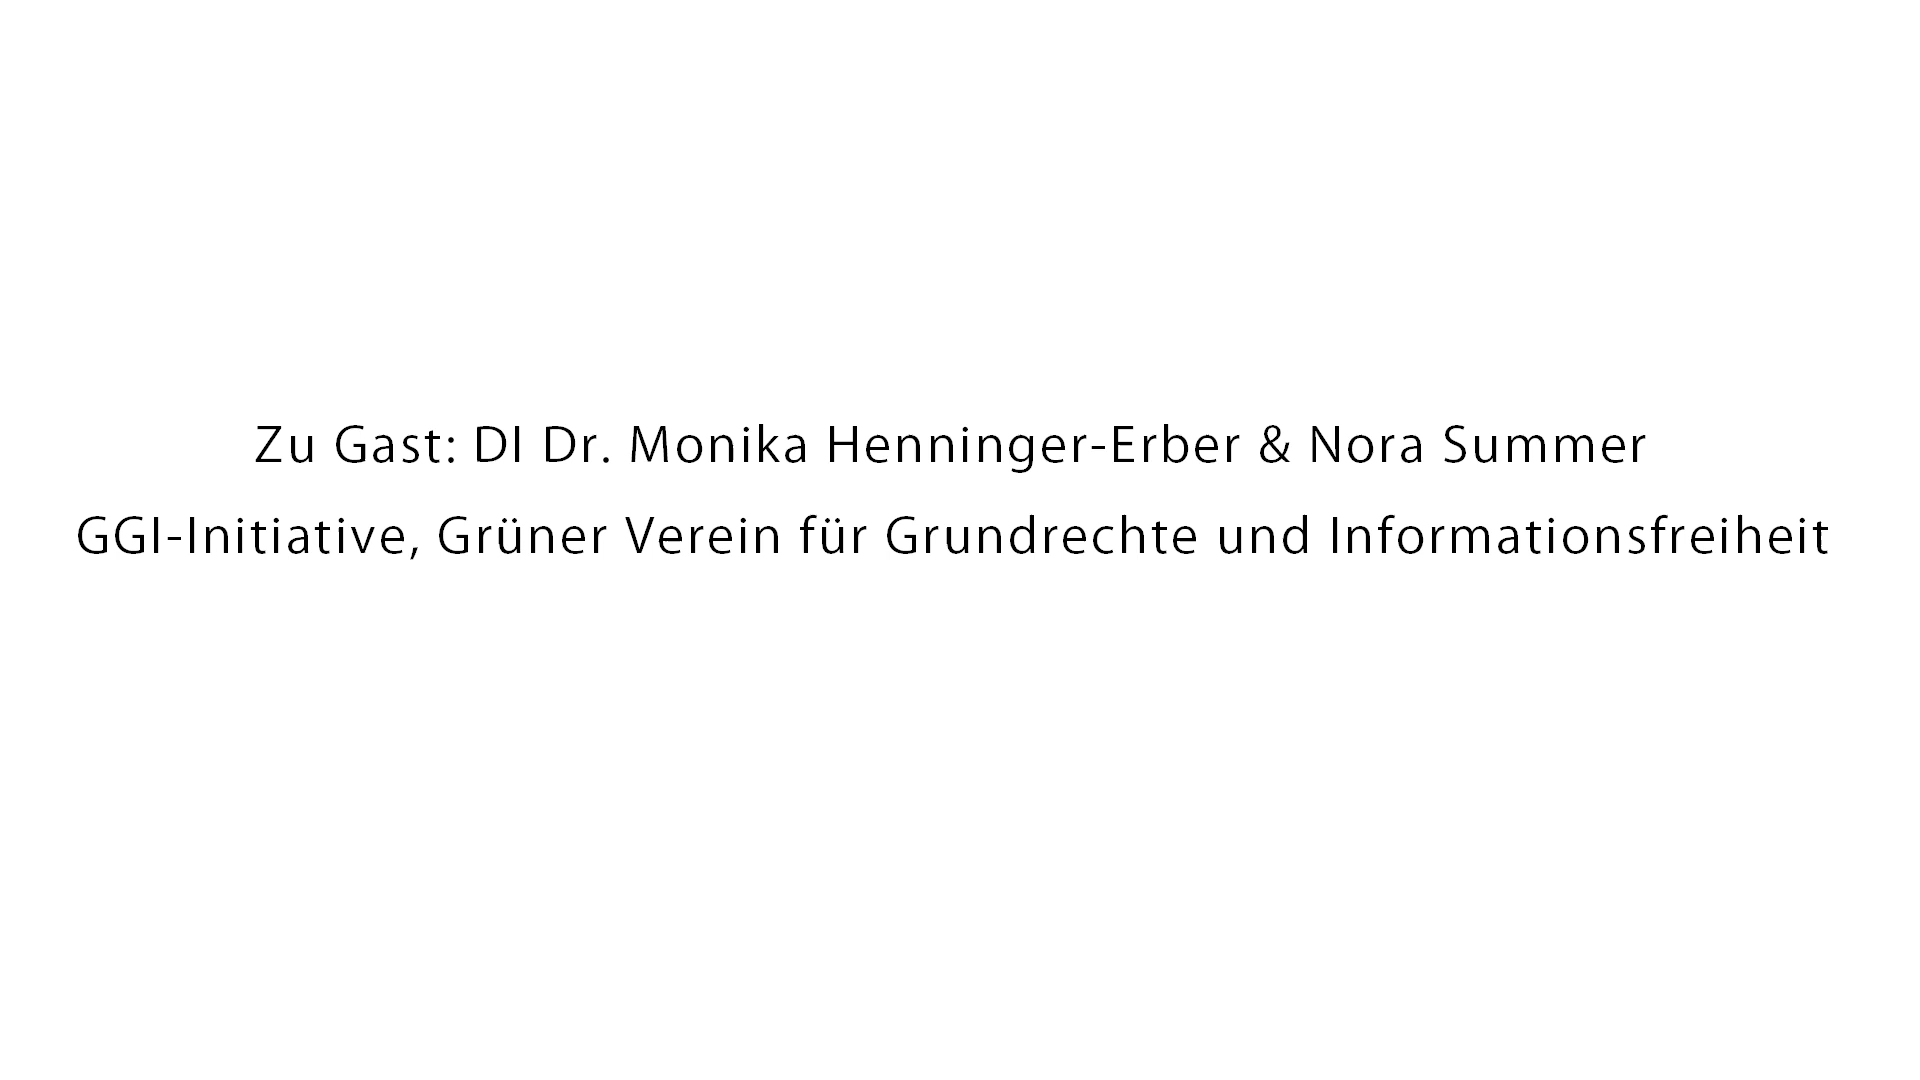 Zu Gast: DI Dr. Monika Henninger-Erber & Nora Summer
GGI-Initiative, Grüner Verein für Grundrechte und Informationsfreiheit